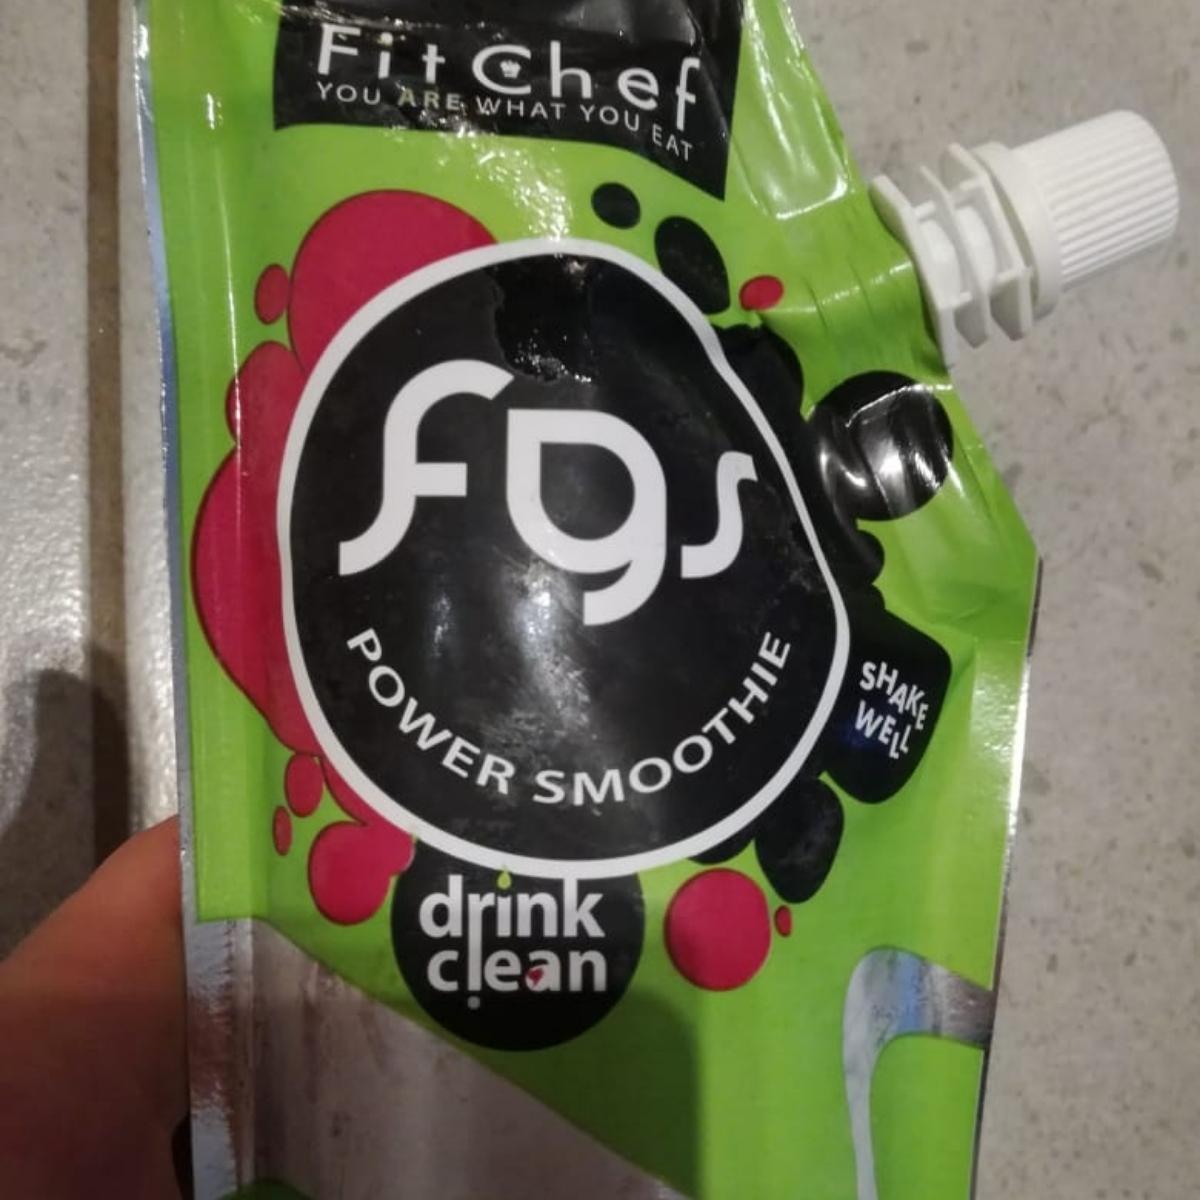 FitChef
YOU ARE WHAT YOU EAT
fgs
POWER SMOOTHIE
SHAKE
WELL
drink
clean